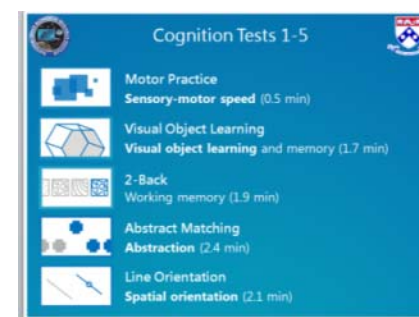 Cognition Tests 1-5
Motor Practice
Sensory-motor speed (0.5 min)
Visual Object Learning
Visual object learning and memory (1.7 min)
2-Back
Working memory (1.9 min)
Abstract Matching
Abstraction (2.4 min)
Line Orientation
Spatial orientation (2.1 min)